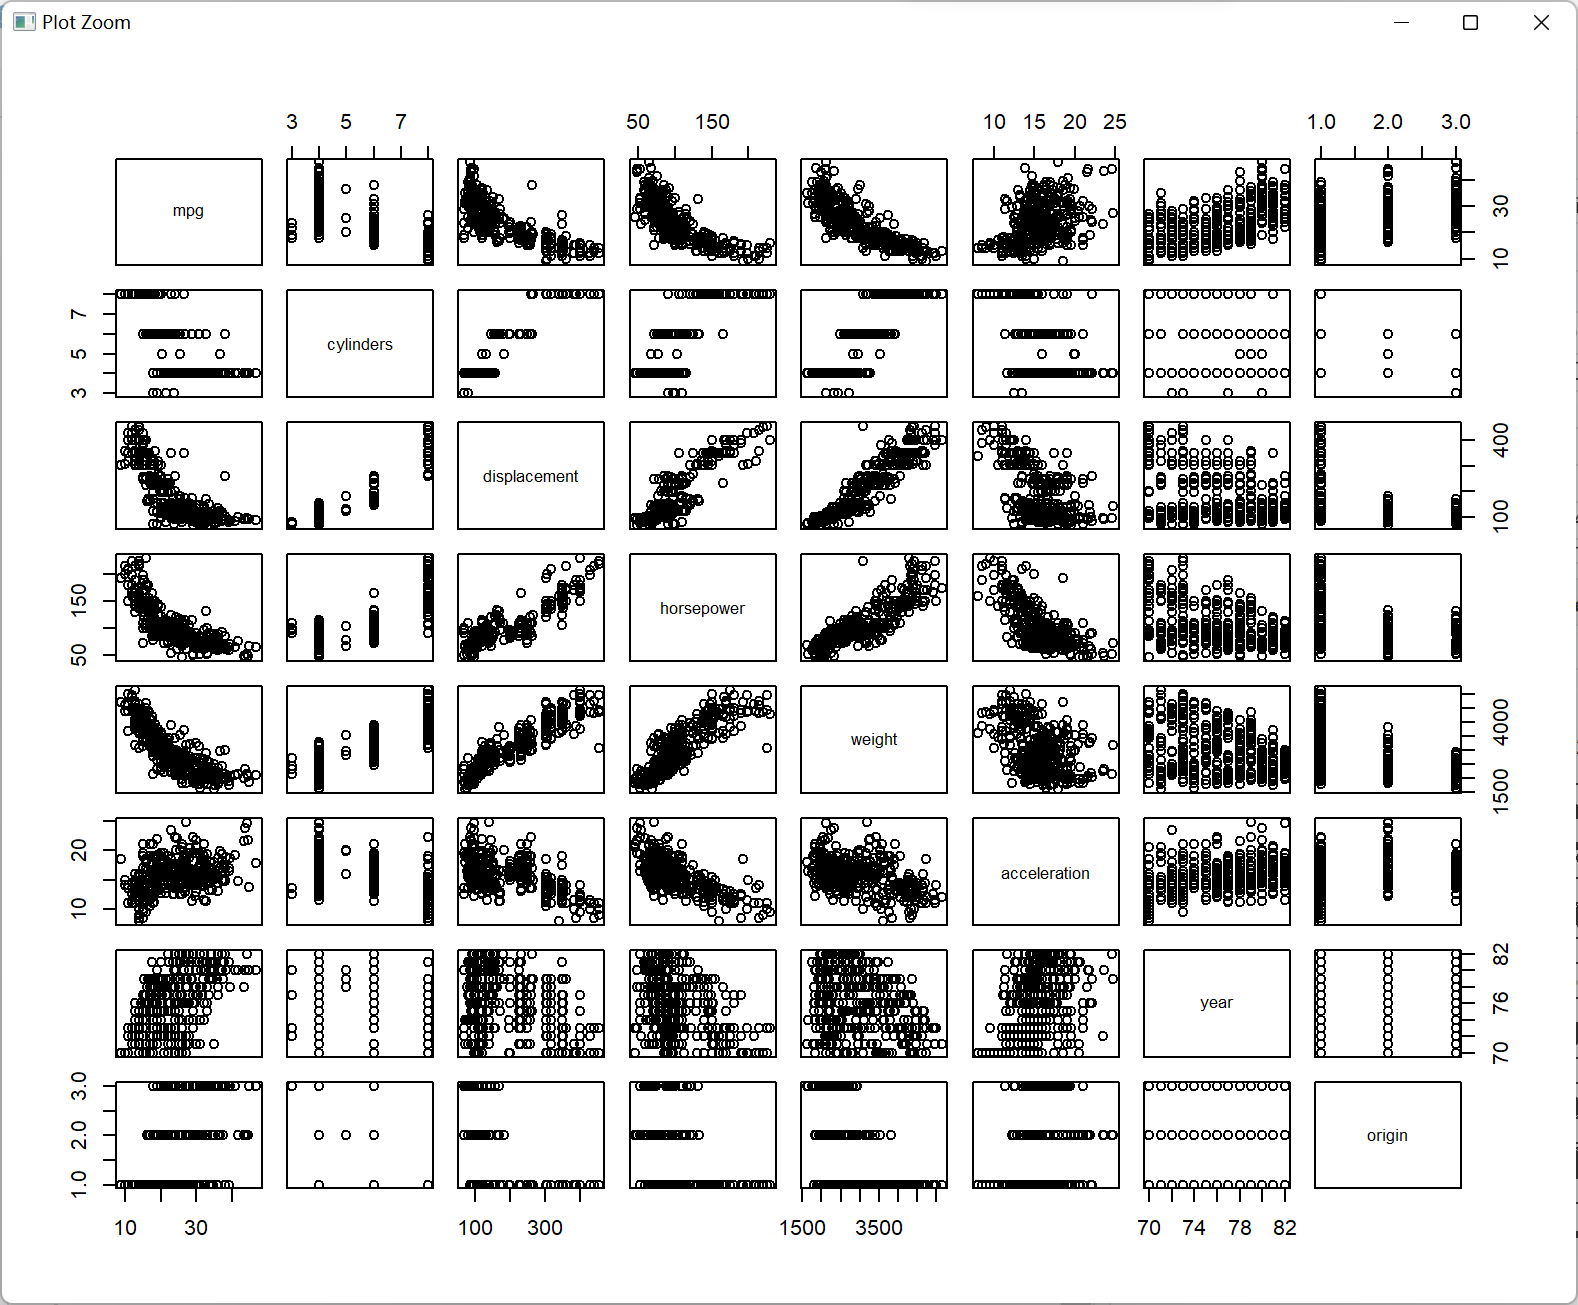 Plot Zoom
3 5 7 50 150 10 15 20 25 1.0 2.0 3.0
mpg 10 30
3 5 7 cylinders
displacement 100 400
50 150 horsepower
weight 1500 4000
10 20 acceleration
year 70 76 82
1.0 2.0 3.0 origin
10 30 100 300 1500 3500 70 74 78 82